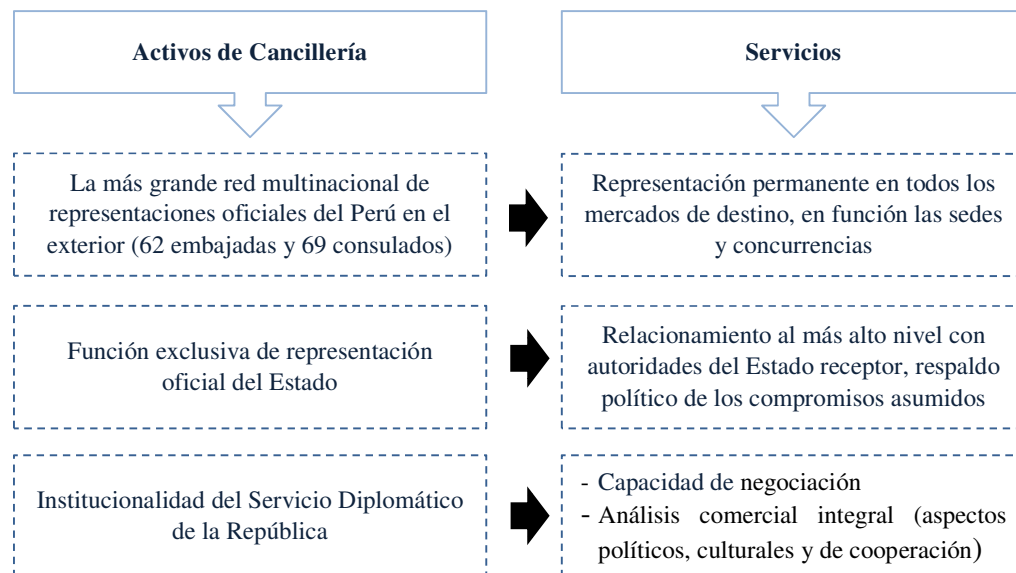 Activos de Cancillería
Servicios
La más grande red multinacional de
representaciones oficiales del Perú en el
exterior (62 embajadas y 69 consulados)
Representación permanente en todos los
mercados de destino, en función las sedes
y concurrencias
Función exclusiva de representación
oficial del Estado
Relacionamiento al más alto nivel con
autoridades del Estado receptor, respaldo
político de los compromisos asumidos
Institucionalidad del Servicio Diplomático
de la República
- Capacidad de negociación
- Análisis comercial integral (aspectos
políticos, culturales y de cooperación)